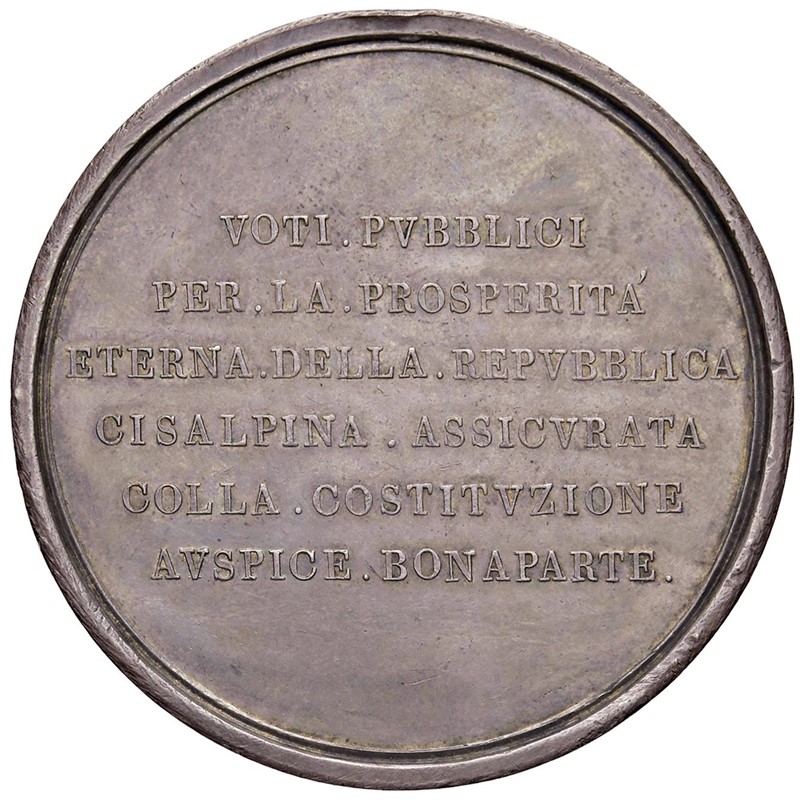 VOTI . PVBBLICI
PER . LA . PROSPERITÁ
ETERNA . DELLA . REPVBBLICA
CISALPINA . ASSICVRATA
COLLA . COSTITVZIONE
AVSPICE . BONAPARTE .